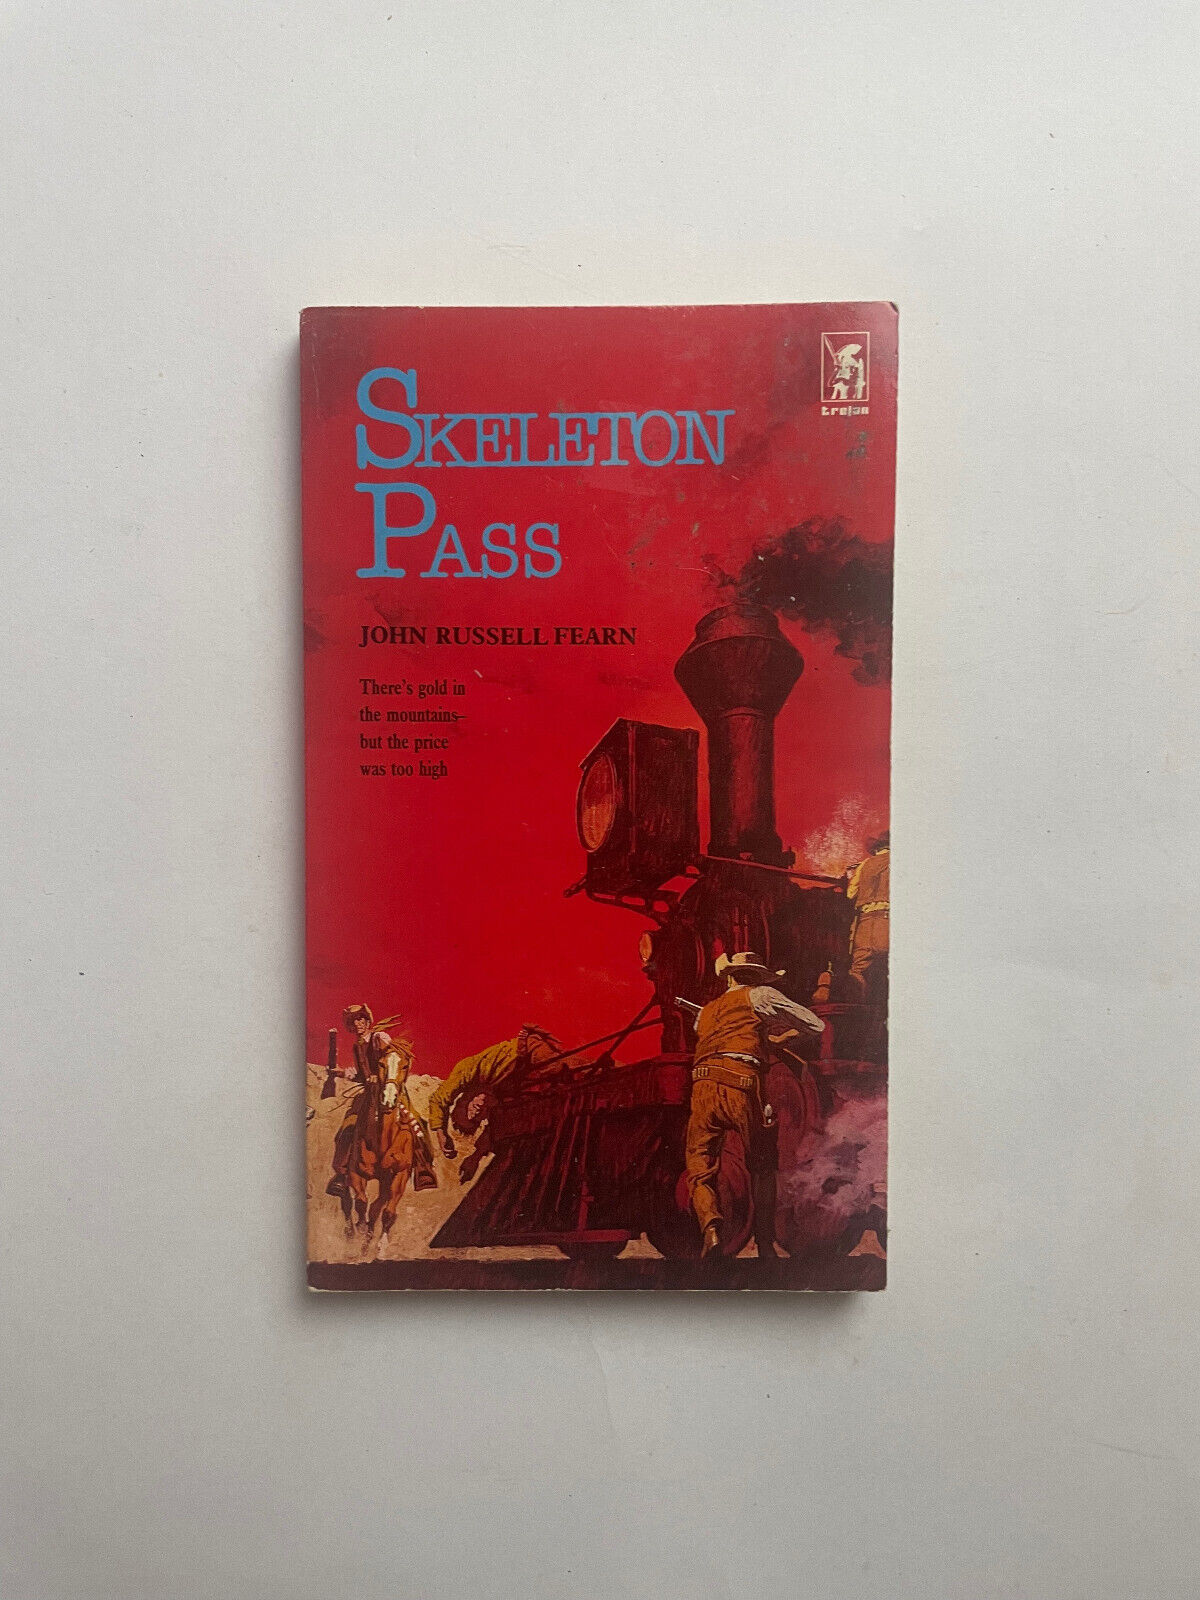 trojan
SKELETON
PASS
JOHN RUSSELL FEARN
There's gold in
the mountains—
but the price
was too high